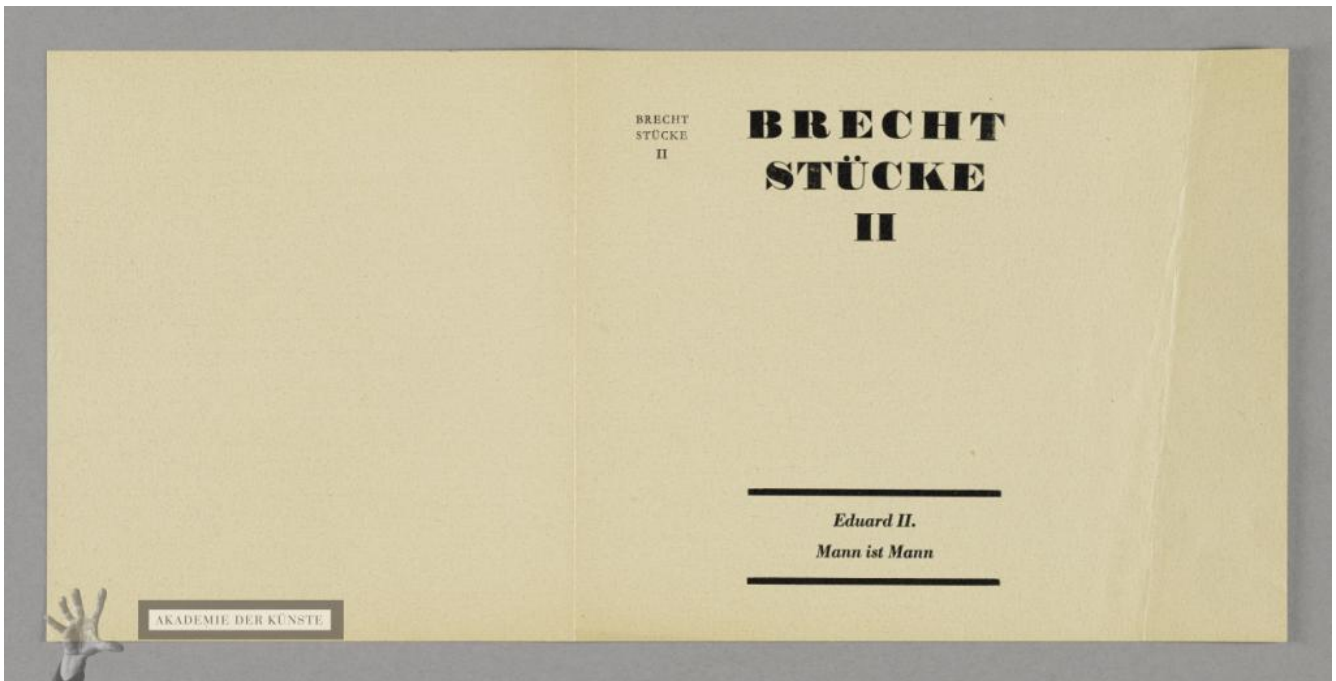 BRECHT
STÜCKE
II
BRECHT
STÜCKE
II
Eduard II.
Mann ist Mann
AKADEMIE DER KÜNSTE